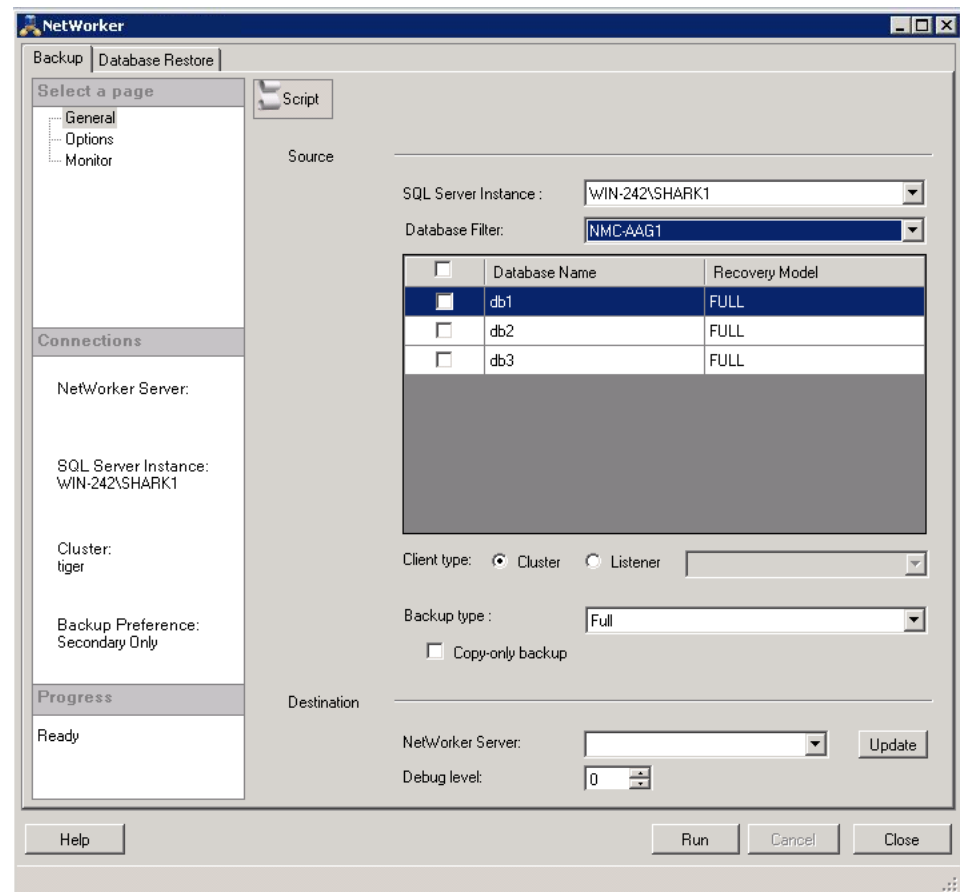 NetWorker
Backup Database Restore
Select a page
General
Options
Monitor
Connections
NetWorker Server:
SQL Server Instance:
WIN-242\SHARK1
Cluster:
tiger
Backup Preference:
Secondary Only
Progress
Ready
Script
Source
SQL Server Instance : WIN-242\SHARK1
Database Filter: NMC-AAG1
Database Name Recovery Model
db1 FULL
db2 FULL
db3 FULL
Client type: Cluster Listener
Backup type : Full
Copy-only backup
Destination
NetWorker Server: Update
Debug level: 0
Help Run Cancel Close